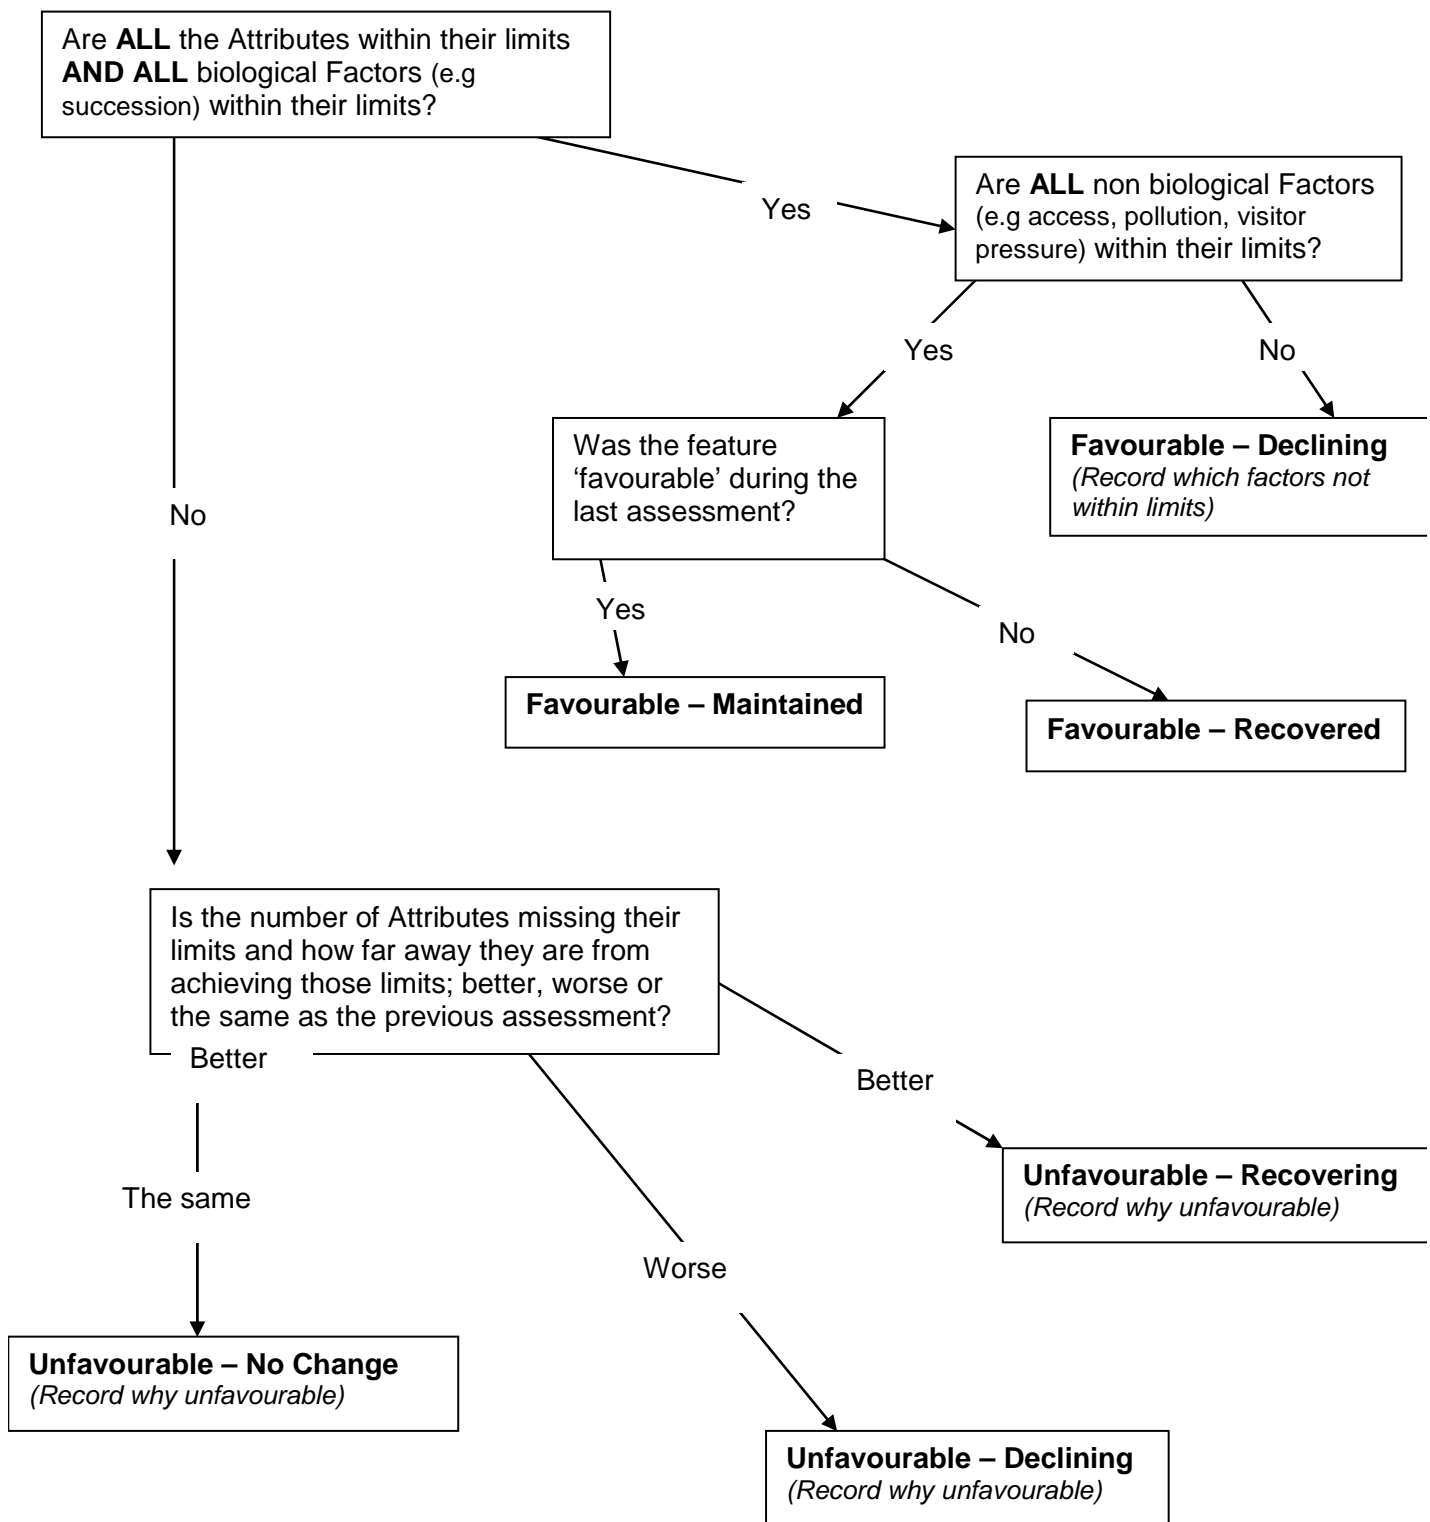 Are ALL the Attributes within their limits
AND ALL biological Factors (e.g
succession) within their limits?
Yes
Are ALL non biological Factors
(e.g access, pollution, visitor
pressure) within their limits?
Yes
No
Was the feature
‘favourable’ during the
last assessment?
Favourable – Declining
(Record which factors not
within limits)
No
Yes
No
Favourable – Maintained
Favourable – Recovered
Is the number of Attributes missing their
limits and how far away they are from
achieving those limits; better, worse or
the same as the previous assessment?
Better
Better
Unfavourable – Recovering
(Record why unfavourable)
The same
Worse
Unfavourable – No Change
(Record why unfavourable)
Unfavourable – Declining
(Record why unfavourable)